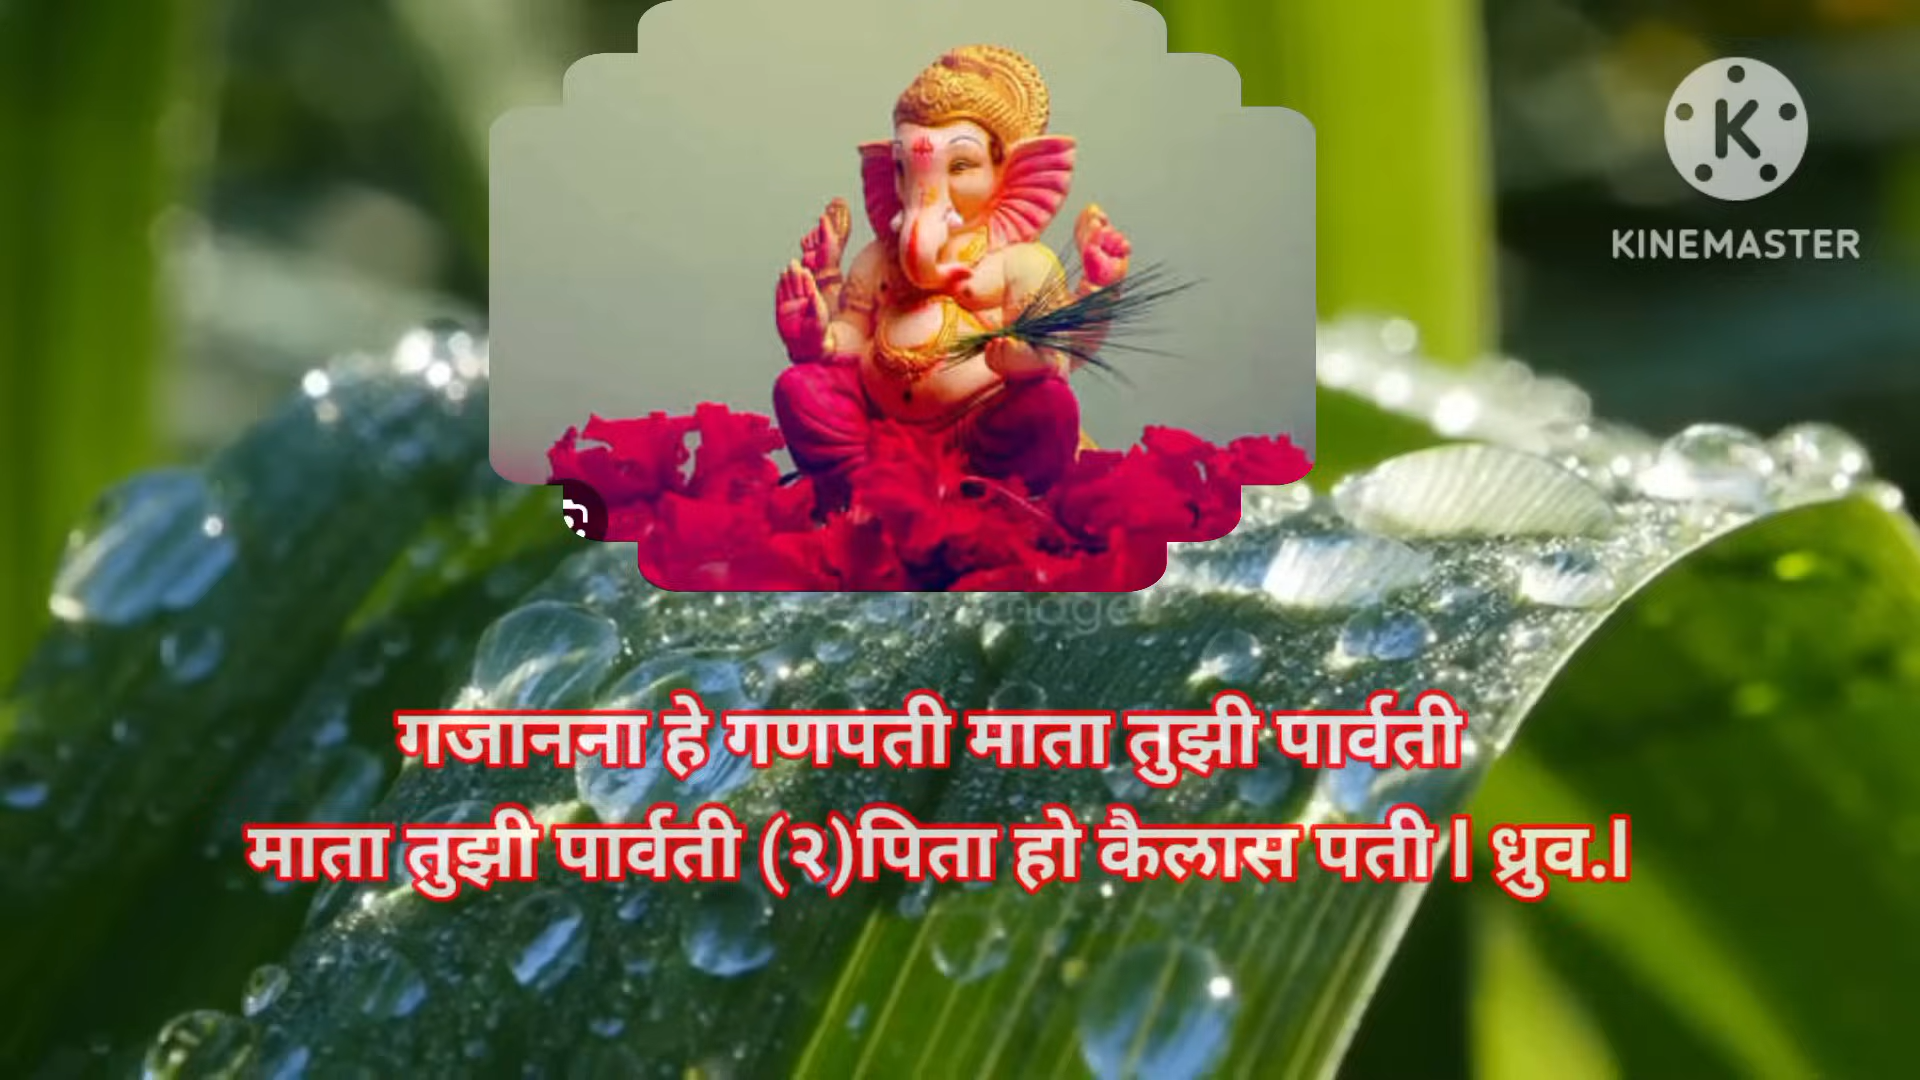 KINEMASTER
गजानना हे गणपती माता तुझी पार्वती
माता तुझी पार्वती (२)पिता हो कैलास पती । ध्रुव.।